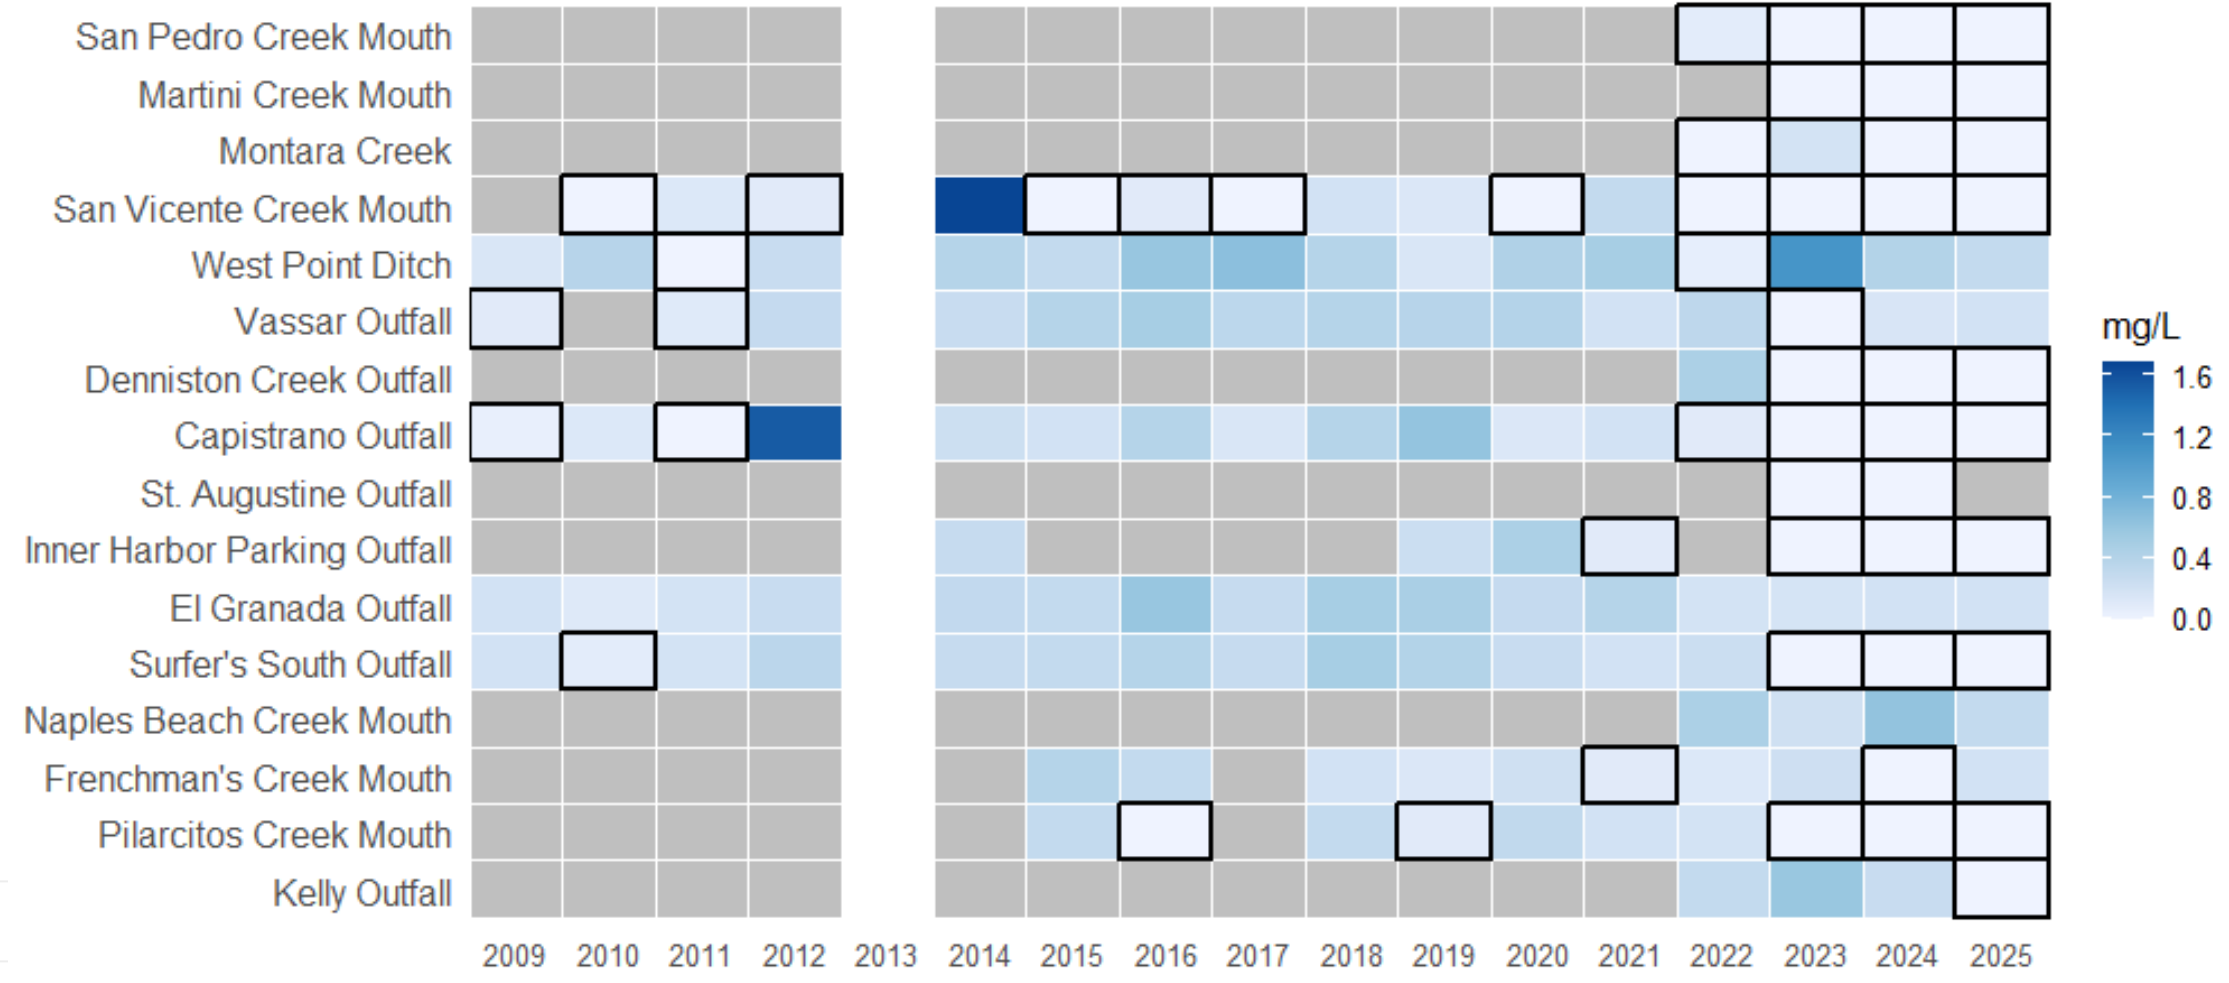 San Pedro Creek Mouth
Martini Creek Mouth
Montara Creek
San Vicente Creek Mouth
West Point Ditch
Vassar Outfall
Denniston Creek Outfall
Capistrano Outfall
St. Augustine Outfall
Inner Harbor Parking Outfall
El Granada Outfall
Surfer's South Outfall
Naples Beach Creek Mouth
Frenchman's Creek Mouth
Pilarcitos Creek Mouth
Kelly Outfall
2009 2010 2011 2012 2013 2014 2015 2016 2017 2018 2019 2020 2021 2022 2023 2024 2025
mg/L
1.6
1.2
0.8
0.4
0.0